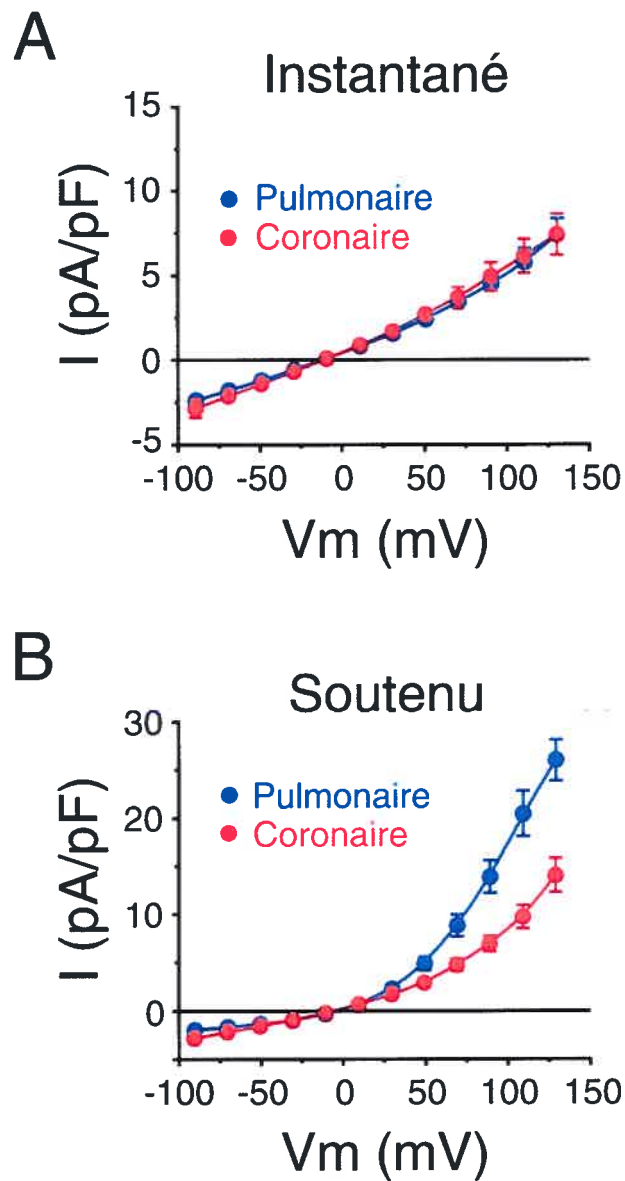 A
Instantané
15
10
5
0
-5
I (pA/pF)
Pulmonaire
Coronaire
-100 -50 0 50 100 150
Vm (mV)
B
Soutenu
30
20
10
0
I (pA/pF)
Pulmonaire
Coronaire
-100 -50 0 50 100 150
Vm (mV)